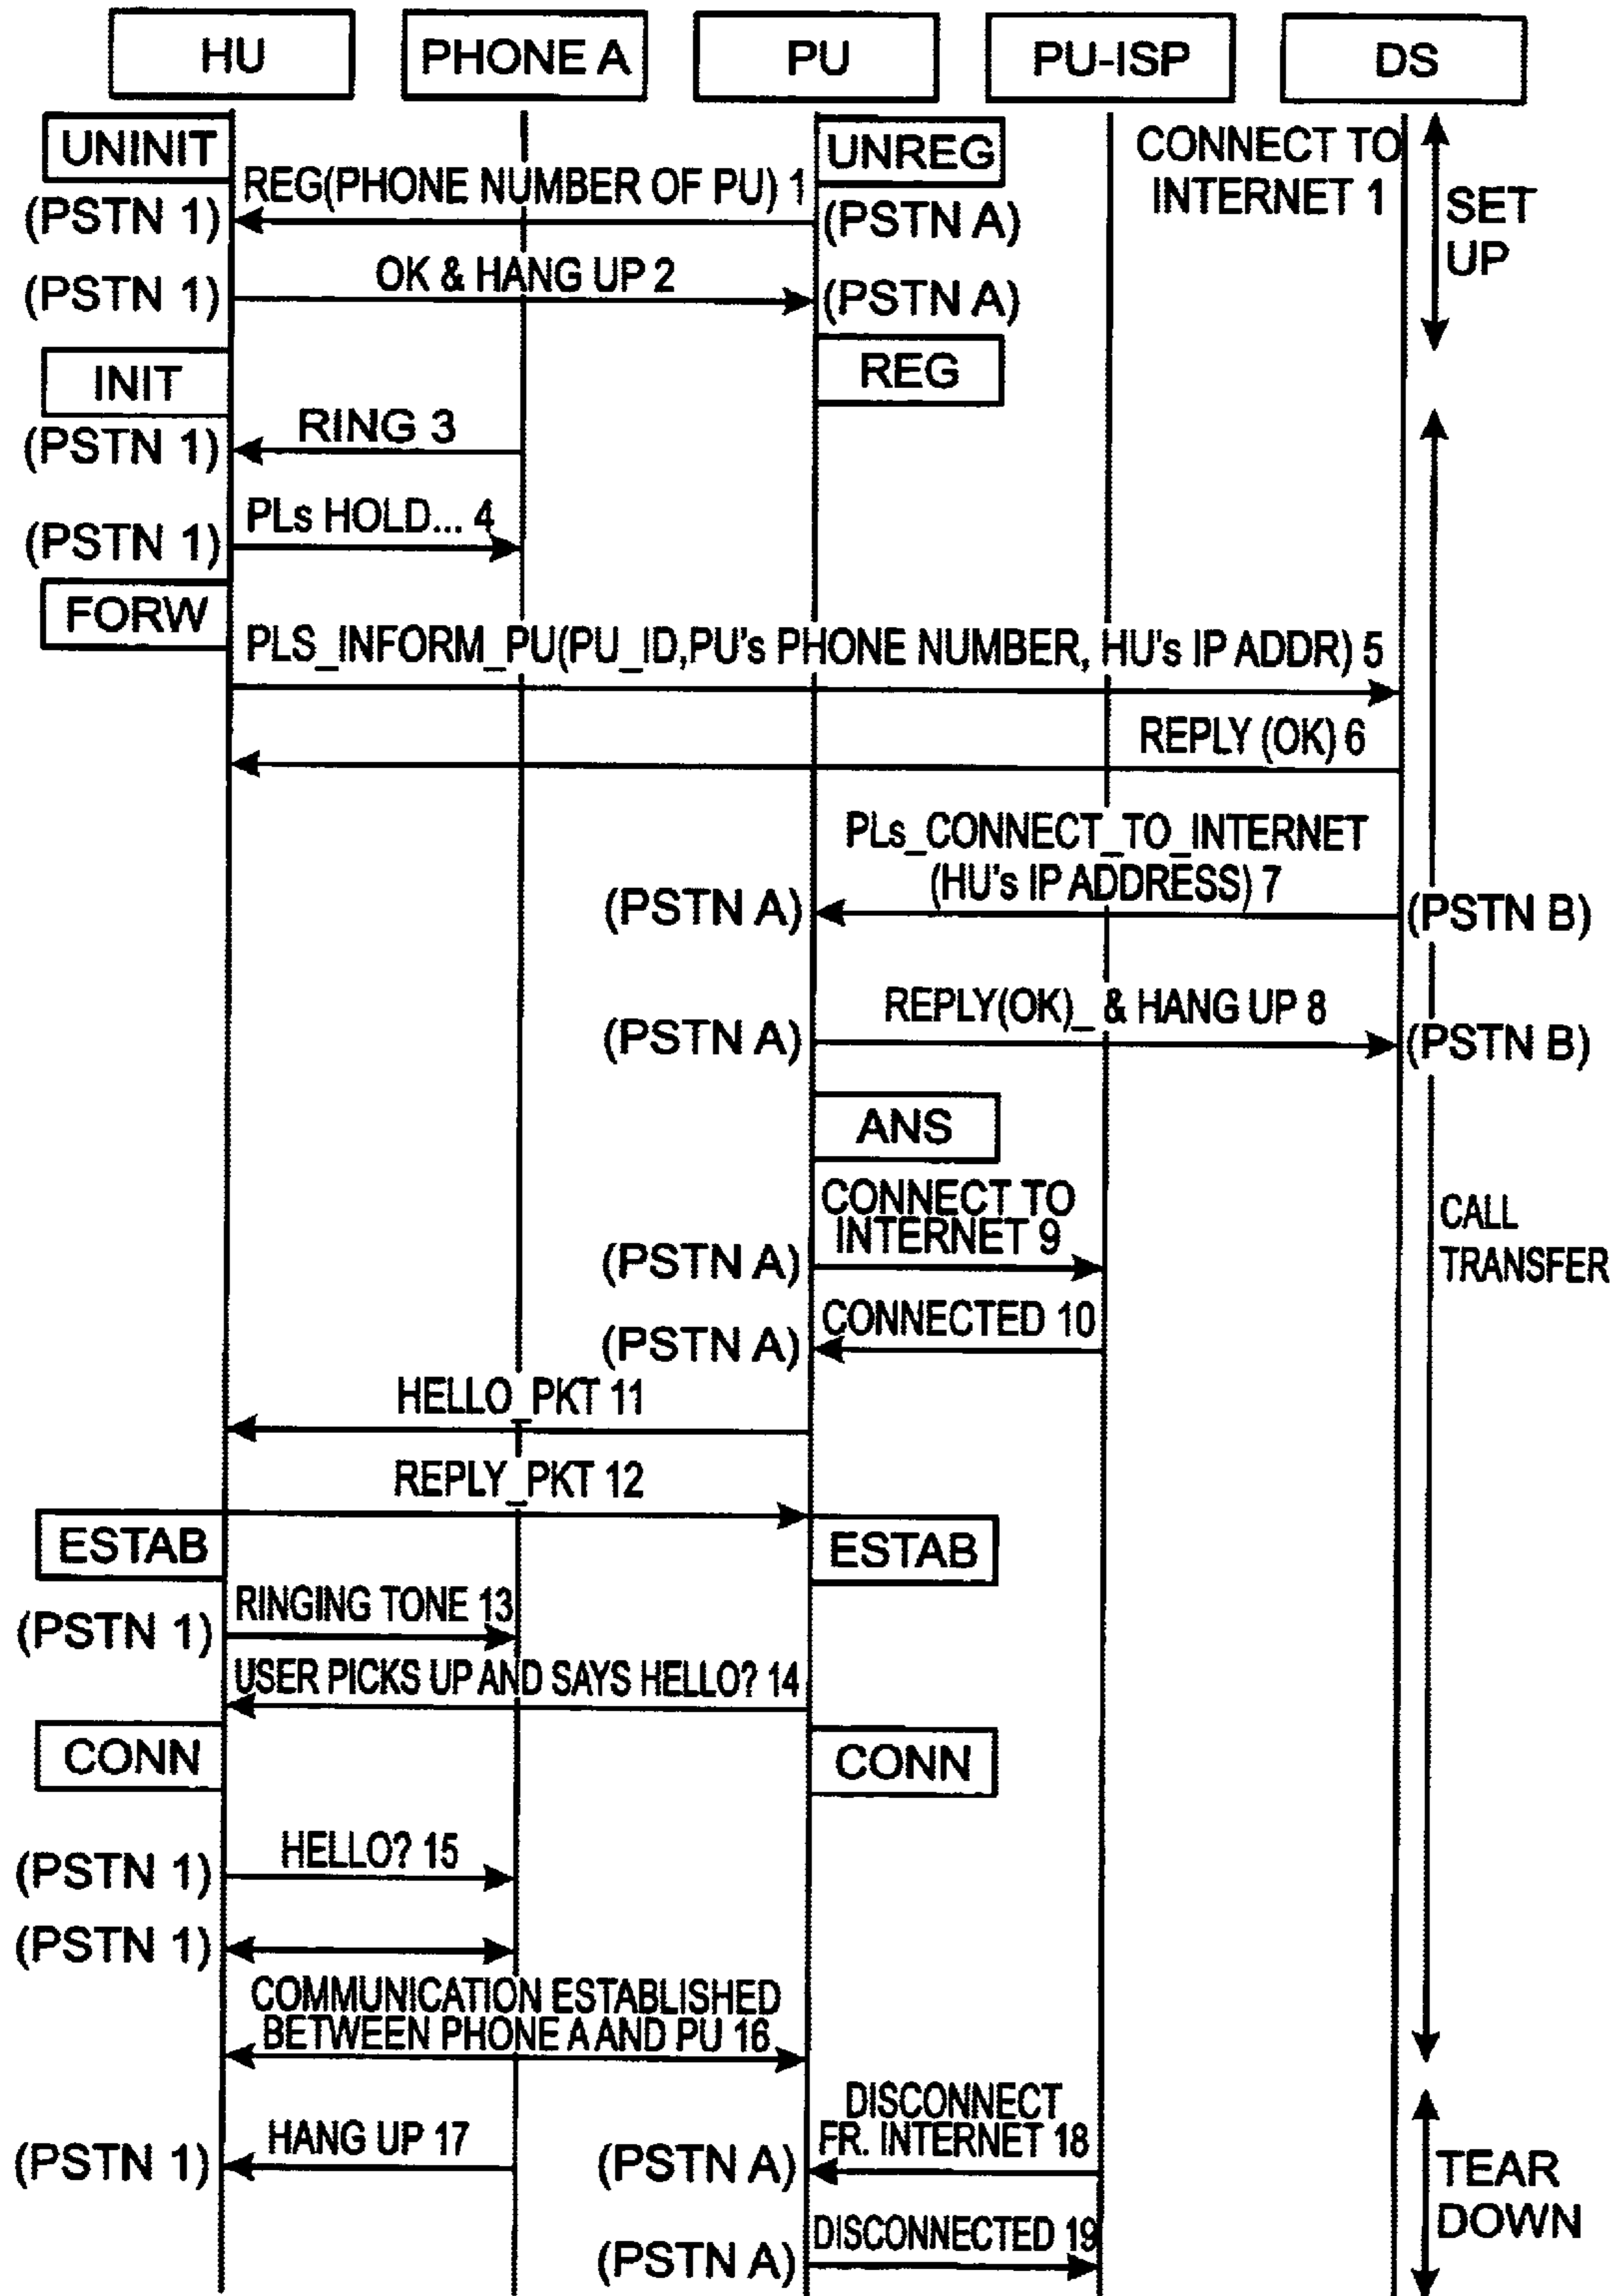 HU
PHONE A
PU
PU-ISP
DS
UNINIT
UNREG
CONNECT TO
INTERNET 1
SET
UP
REG(PHONE NUMBER OF PU) 1
(PSTN 1)
(PSTN A)
OK & HANG UP 2
(PSTN 1)
(PSTN A)
INIT
REG
RING 3
(PSTN 1)
PLs HOLD... 4
(PSTN 1)
FORW
PLS_INFORM_PU(PU_ID,PU's PHONE NUMBER, HU's IP ADDR) 5
REPLY (OK) 6
PLs_CONNECT_TO_INTERNET
(HU's IP ADDRESS) 7
(PSTN A)
(PSTN B)
REPLY(OK)_ & HANG UP 8
(PSTN A)
(PSTN B)
ANS
CONNECT TO
INTERNET 9
(PSTN A)
CALL
TRANSFER
CONNECTED 10
(PSTN A)
HELLO_PKT 11
REPLY_PKT 12
ESTAB
ESTAB
RINGING TONE 13
(PSTN 1)
USER PICKS UP AND SAYS HELLO? 14
CONN
CONN
HELLO? 15
(PSTN 1)
(PSTN 1)
COMMUNICATION ESTABLISHED
BETWEEN PHONE A AND PU 16
HANG UP 17
(PSTN 1)
DISCONNECT
FR. INTERNET 18
(PSTN A)
TEAR
DOWN
DISCONNECTED 19
(PSTN A)